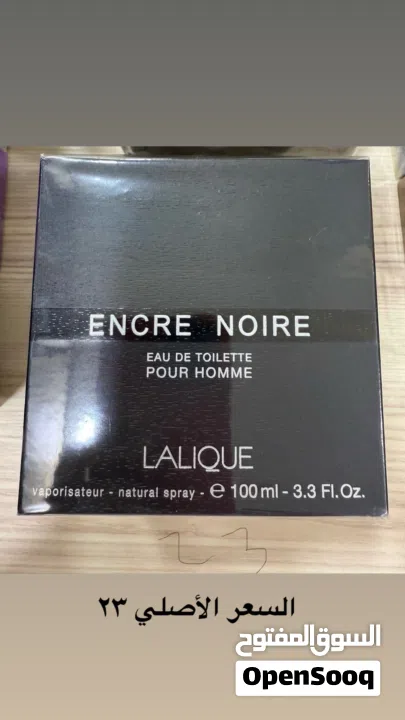 ENCRE NOIRE
EAU DE TOILETTE
POUR HOMME
LALIQUE
vaporisateur - natural spray - ℮ 100 ml - 3.3 Fl.Oz.
23
السعر الأصلي ٢٣
السوق المفتوح
OpenSooq